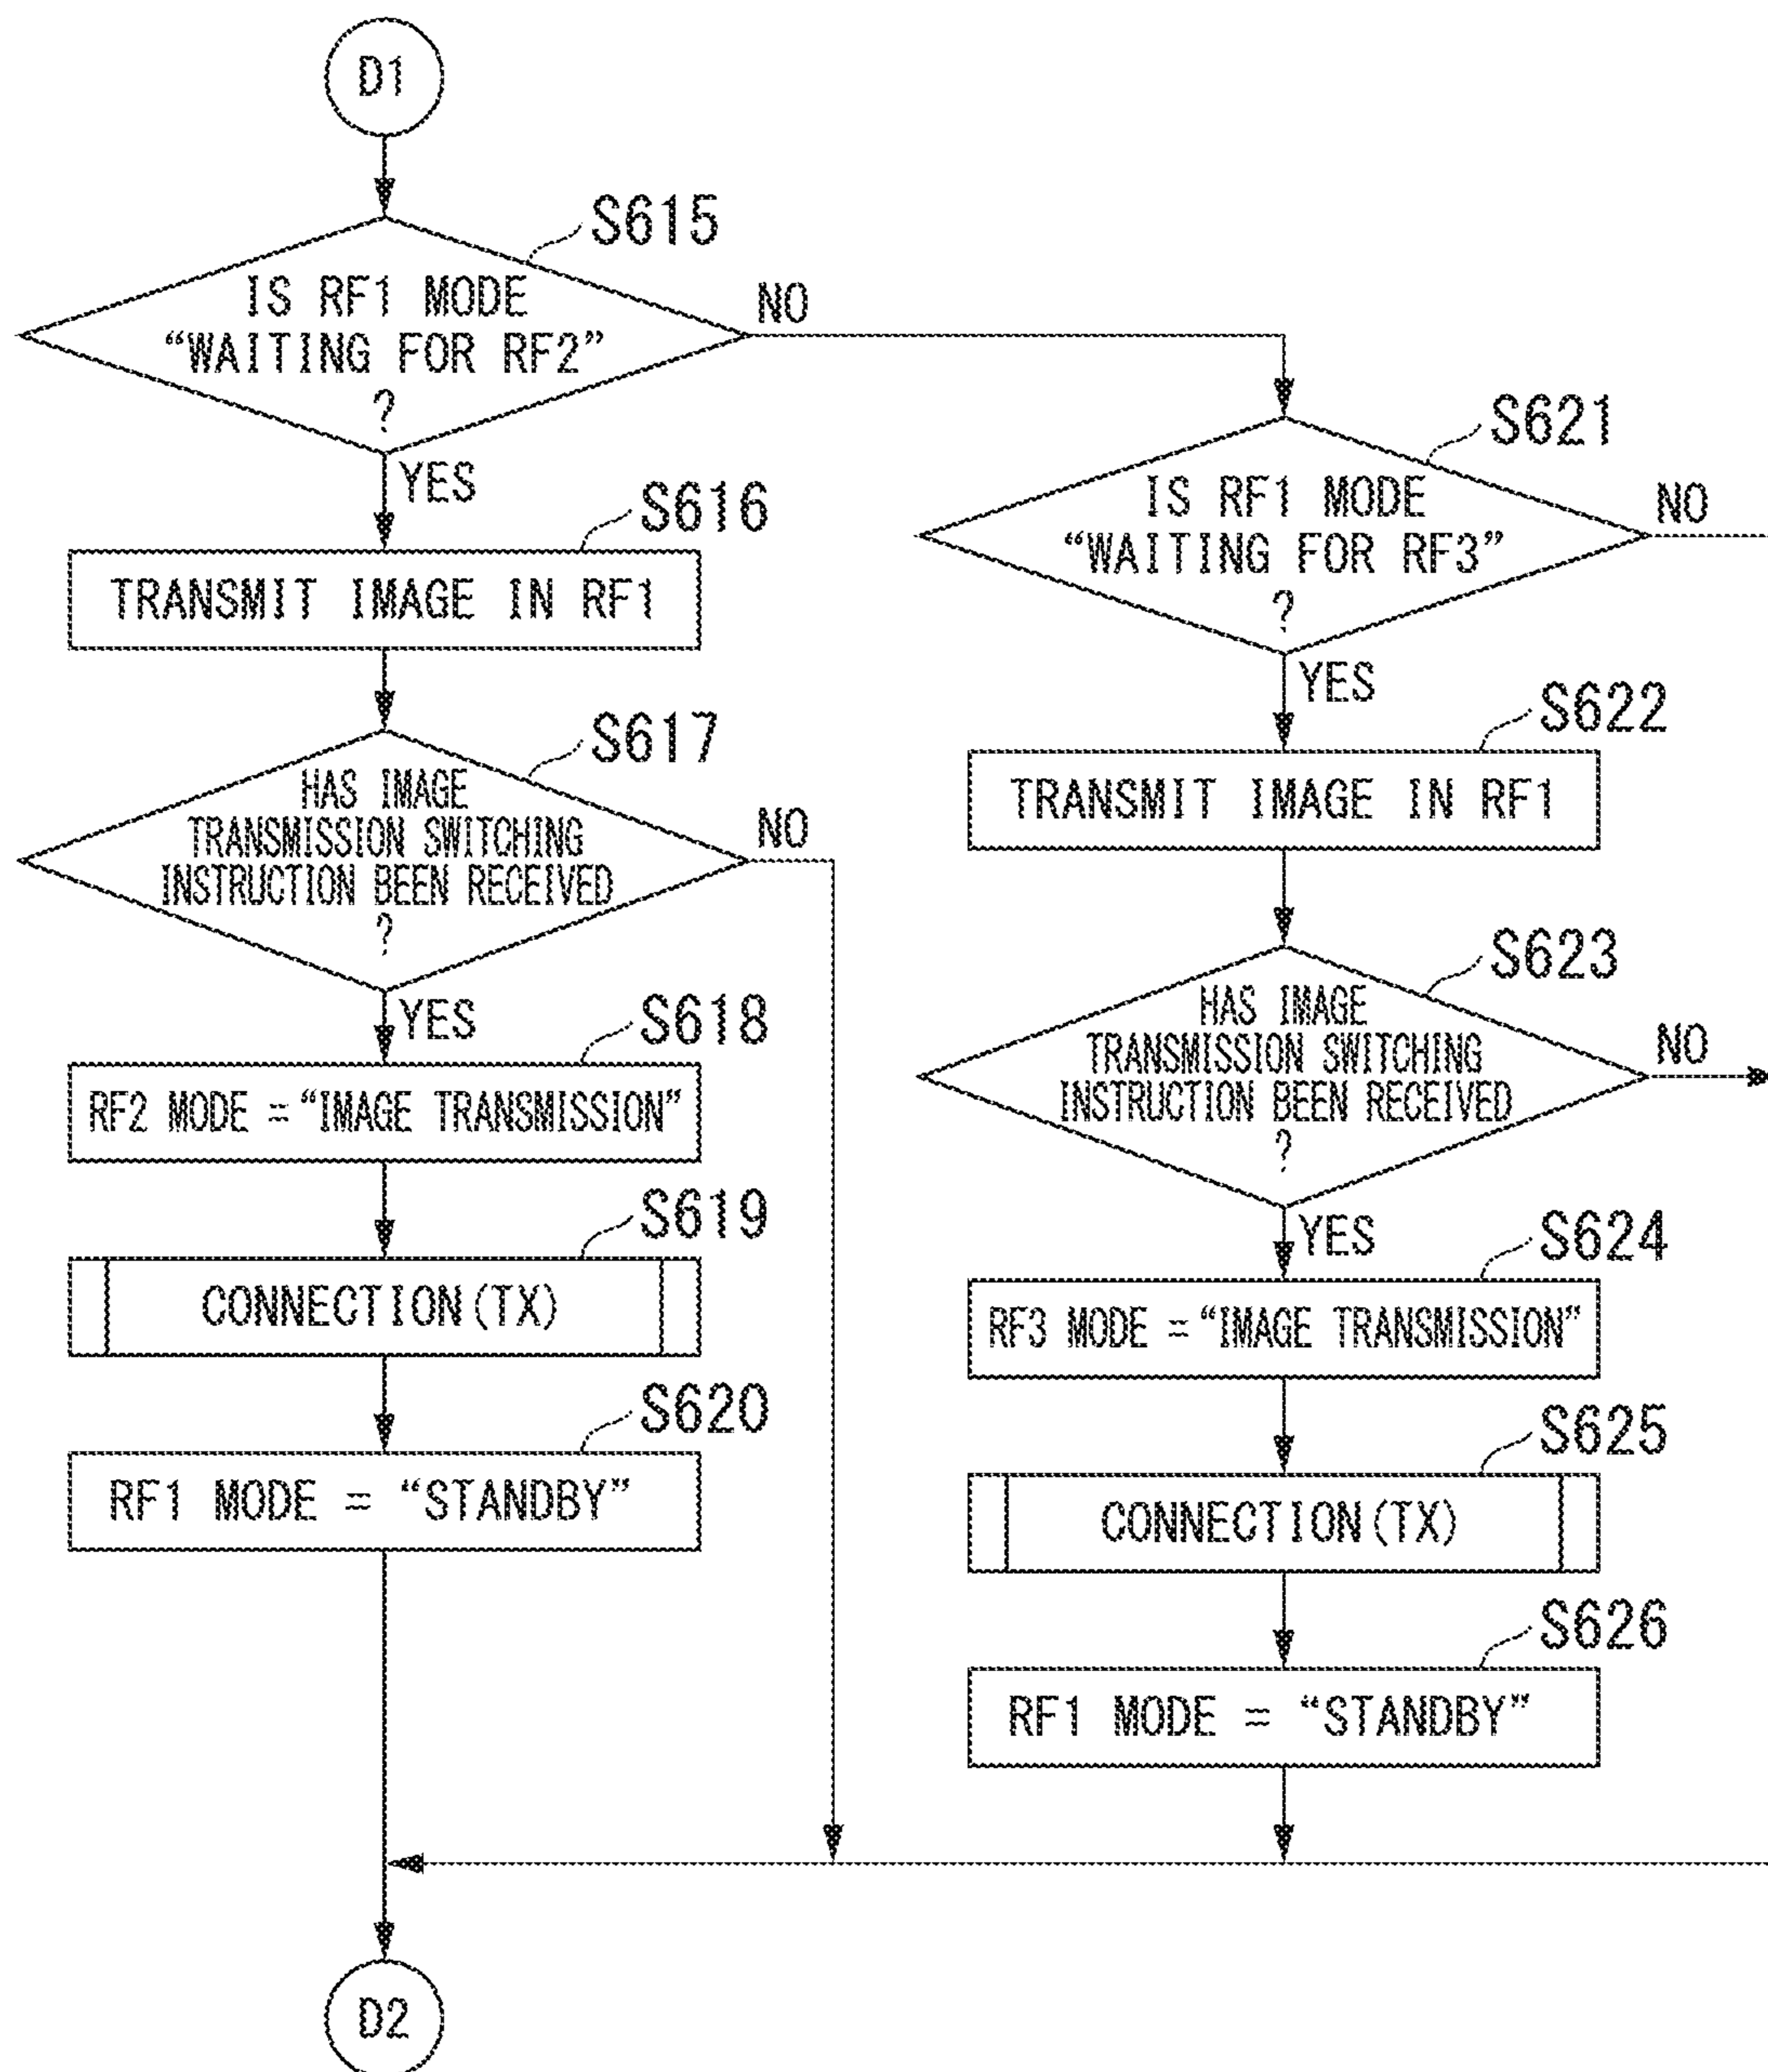 D1
S615
IS RF1 MODE
“WAITING FOR RF2”
?
NO
YES
S616
TRANSMIT IMAGE IN RF1
S617
HAS IMAGE
TRANSMISSION SWITCHING
INSTRUCTION BEEN RECEIVED
?
NO
YES
S618
RF2 MODE = “IMAGE TRANSMISSION”
S619
CONNECTION(TX)
S620
RF1 MODE = “STANDBY”
S621
IS RF1 MODE
“WAITING FOR RF3”
?
NO
YES
S622
TRANSMIT IMAGE IN RF1
S623
HAS IMAGE
TRANSMISSION SWITCHING
INSTRUCTION BEEN RECEIVED
?
NO
YES
S624
RF3 MODE = “IMAGE TRANSMISSION”
S625
CONNECTION(TX)
S626
RF1 MODE = “STANDBY”
D2